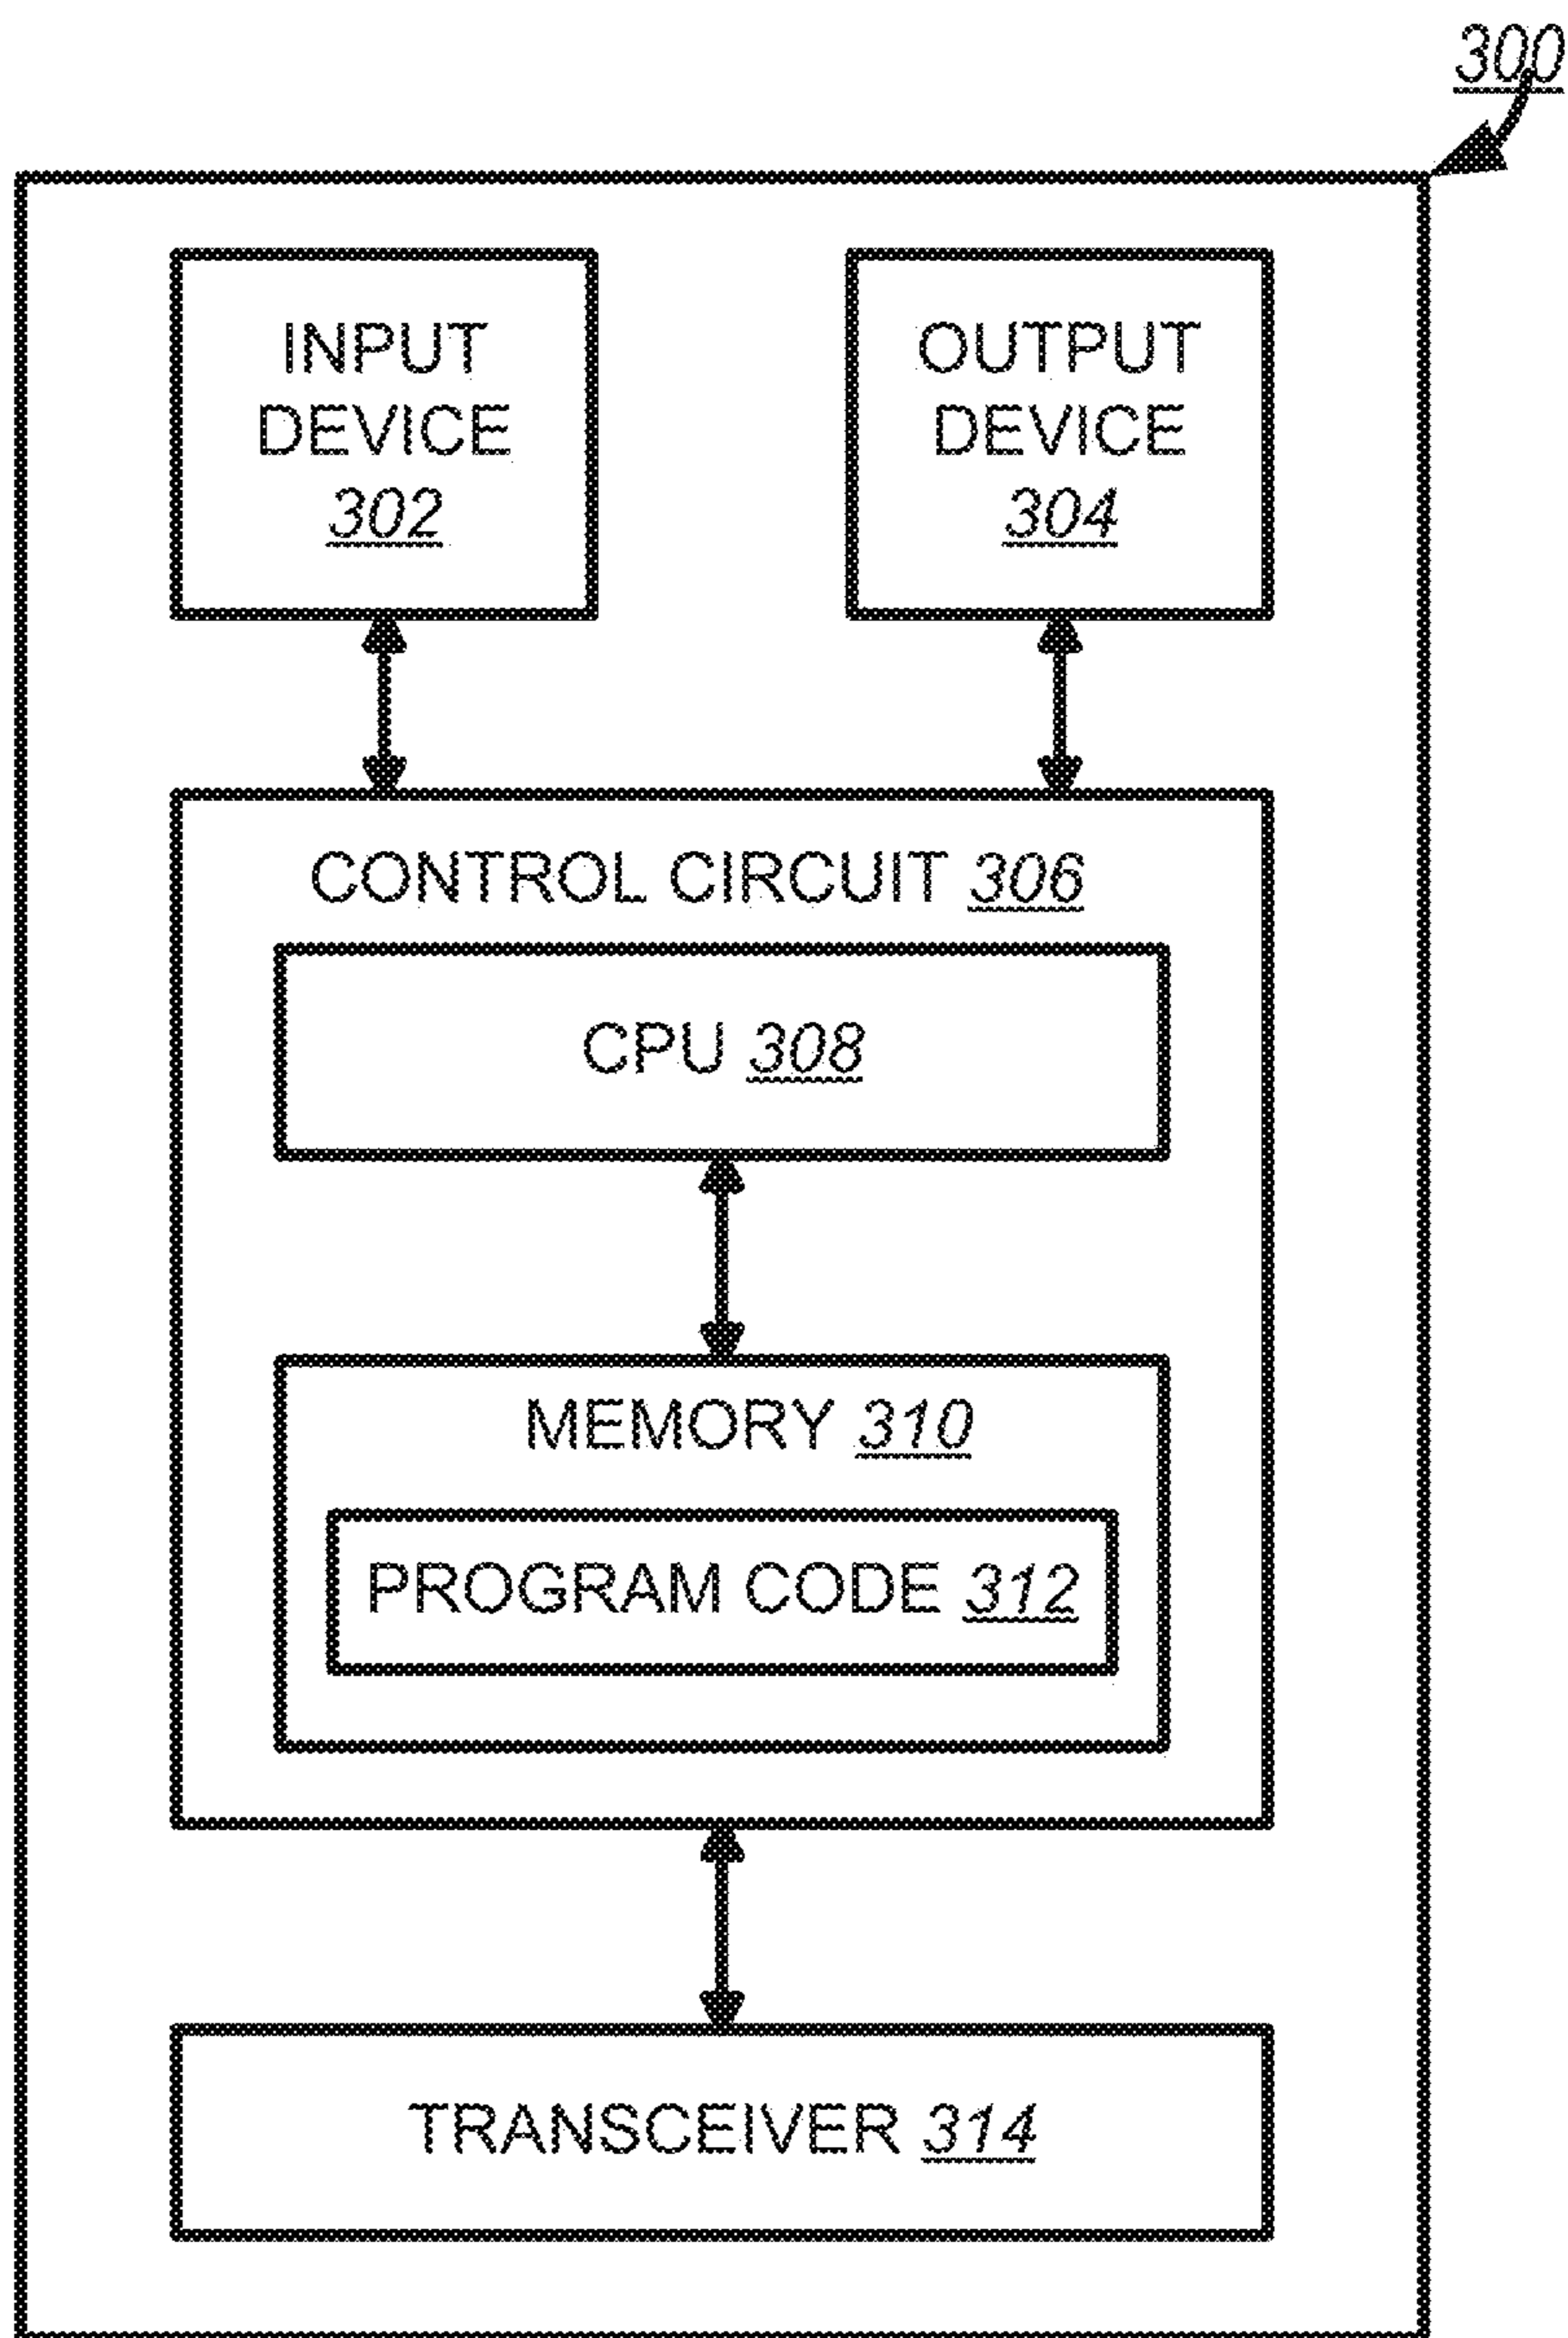 300
INPUT
DEVICE
302
OUTPUT
DEVICE
304
CONTROL CIRCUIT 306
CPU 308
MEMORY 310
PROGRAM CODE 312
TRANSCEIVER 314